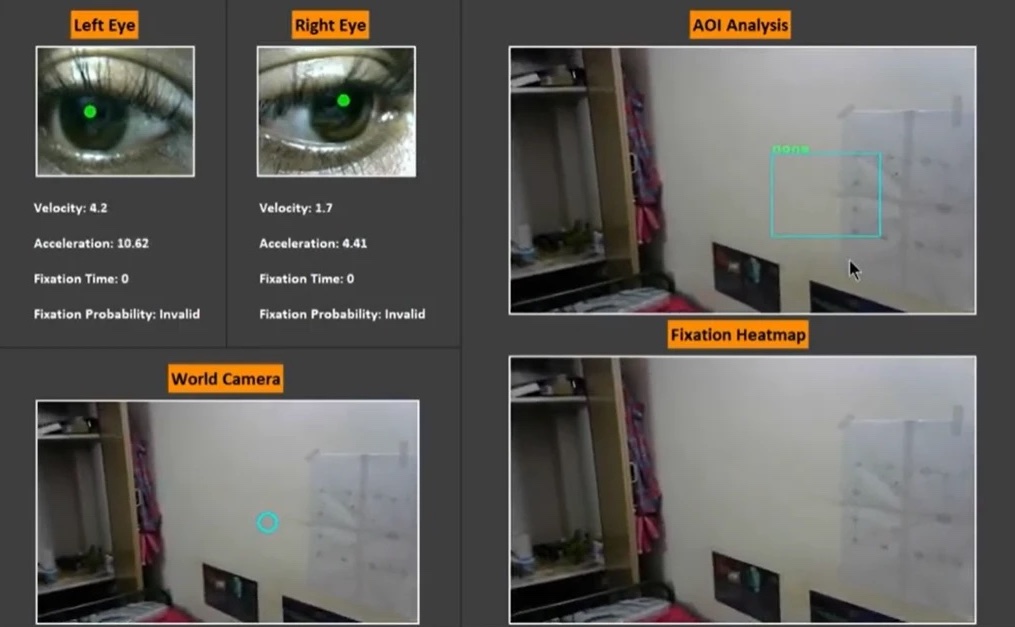 Left Eye
Right Eye
Velocity: 4.2
Velocity: 1.7
Acceleration: 10.62
Acceleration: 4.41
Fixation Time: 0
Fixation Time: 0
Fixation Probability: Invalid
Fixation Probability: Invalid
World Camera
AOI Analysis
none
Fixation Heatmap